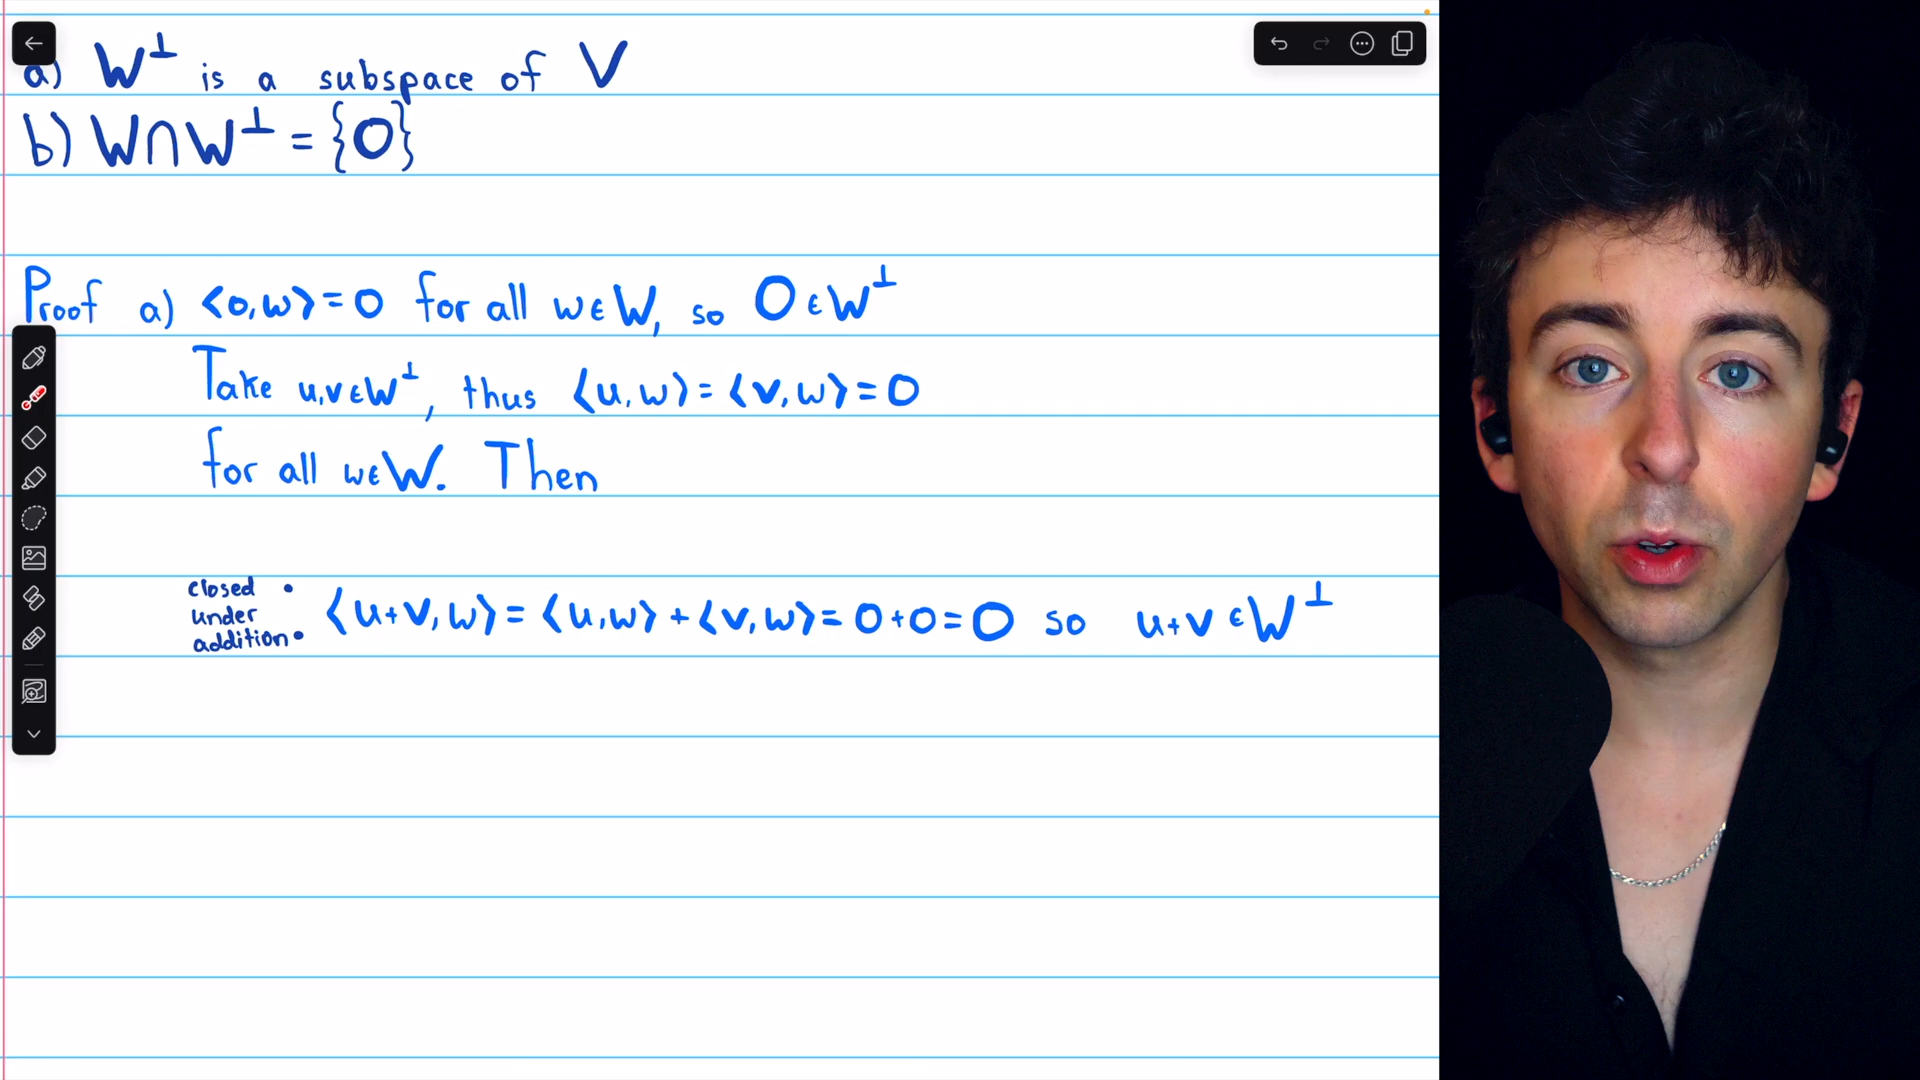 a) W⊥ is a subspace of V
b) W∩W⊥ = {0}
Proof a) ⟨0,w⟩=0 for all w∈W, so 0∈W⊥
Take u,v∈W⊥, thus ⟨u,w⟩=⟨v,w⟩=0
for all w∈W. Then
closed under addition • ⟨u+v,w⟩=⟨u,w⟩+⟨v,w⟩=0+0=0 so u+v∈W⊥